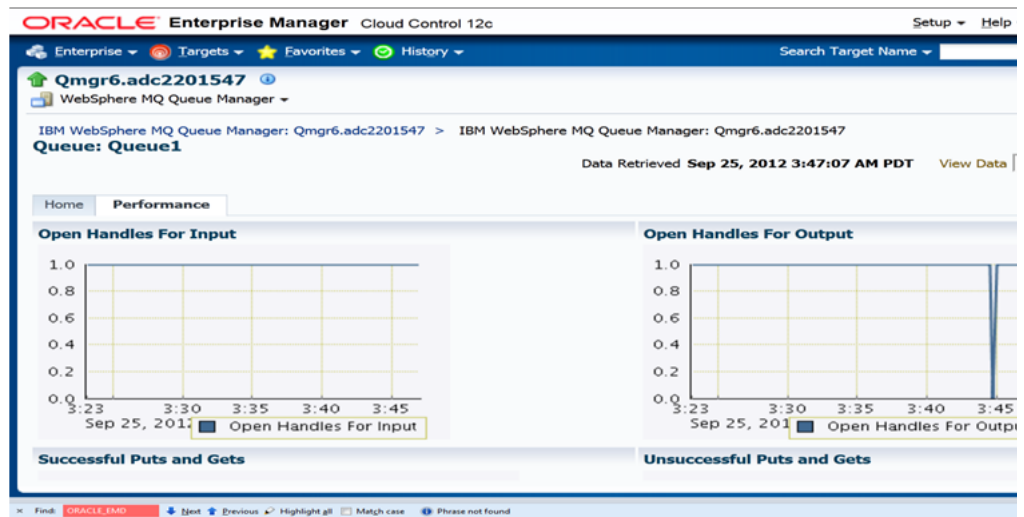 ORACLE Enterprise Manager Cloud Control 12c
Setup Help
Enterprise Targets Favorites History Search Target Name
Qmgr6.adc2201547
WebSphere MQ Queue Manager
IBM WebSphere MQ Queue Manager: Qmgr6.adc2201547 > IBM WebSphere MQ Queue Manager: Qmgr6.adc2201547
Queue: Queue1
Data Retrieved Sep 25, 2012 3:47:07 AM PDT View Data
Home Performance
Open Handles For Input
1.0
0.8
0.6
0.4
0.2
0.0
3:23 3:30 3:35 3:40 3:45
Sep 25, 201
Open Handles For Input
Open Handles For Output
1.0
0.8
0.6
0.4
0.2
0.0
3:23 3:30 3:35 3:40 3:45
Sep 25, 201
Open Handles For Outpu
Successful Puts and Gets
Unsuccessful Puts and Gets
× Find: ORACLE_EMD Next Previous Highlight all Match case Phrase not found